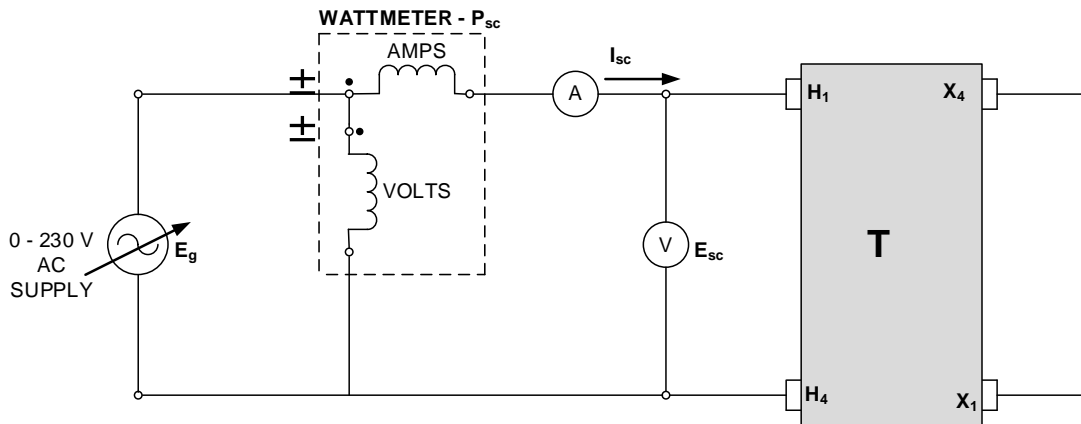 WATTMETER - Psc
AMPS
Isc
±
A
H1
X4
±
VOLTS
0 - 230 V
AC
SUPPLY
Eg
V
Esc
T
H4
X1